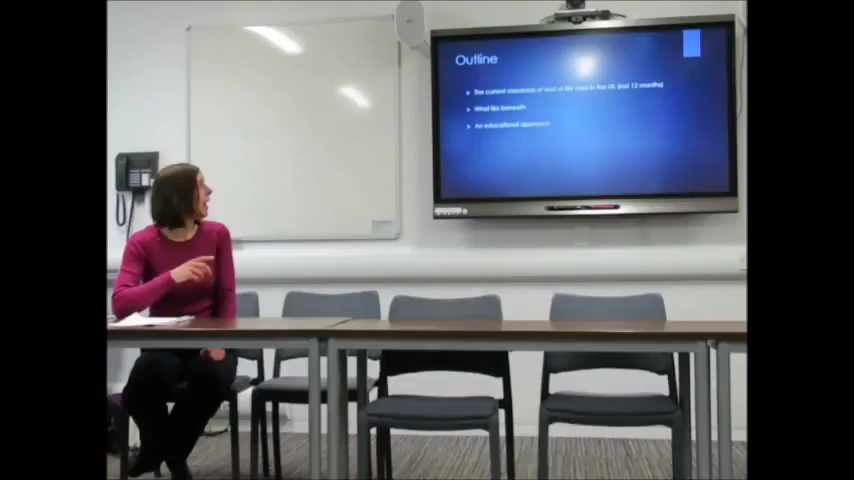 Outline
The current standards of end of life care in the UK (last 12 months)
What lies beneath
An educational approach